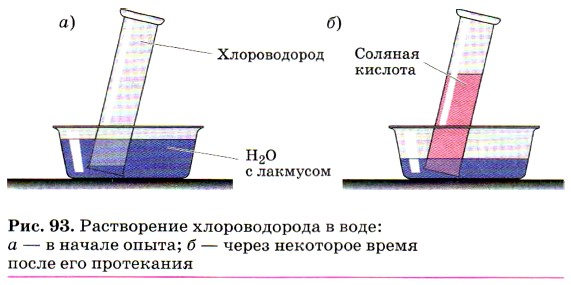 а)
Хлороводород
H₂O
с лакмусом
б)
Соляная
кислота
Рис. 93. Растворение хлороводорода в воде:
а — в начале опыта; б — через некоторое время
после его протекания